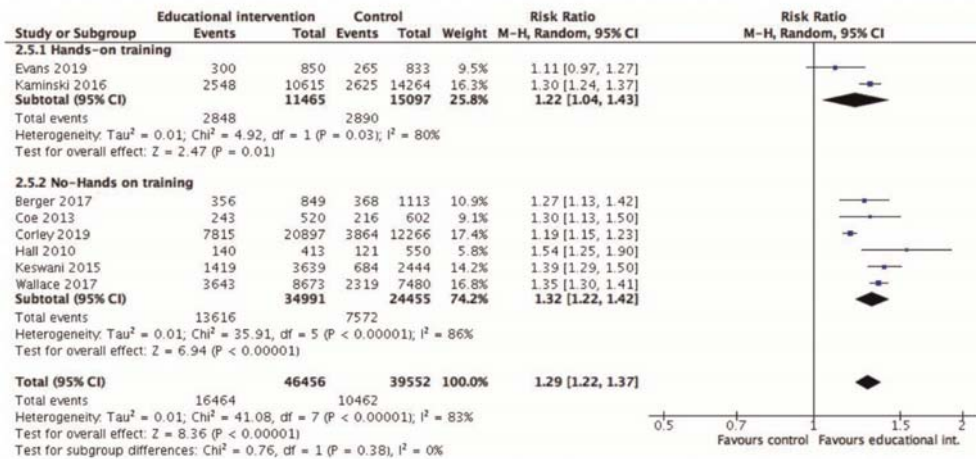 Educational intervention Control Risk Ratio Risk Ratio
Study or Subgroup Events Total Events Total Weight M-H, Random, 95% CI M-H, Random, 95% CI
2.5.1 Hands-on training
Evans 2019 300 850 265 833 9.5% 1.11 [0.97, 1.27]
Kaminski 2016 2548 10615 2625 14264 16.3% 1.30 [1.24, 1.37]
Subtotal (95% CI) 11465 15097 25.8% 1.22 [1.04, 1.43]
Total events 2848 2890
Heterogeneity: Tau² = 0.01; Chi² = 4.92, df = 1 (P = 0.03); I² = 80%
Test for overall effect: Z = 2.47 (P = 0.01)
2.5.2 No-Hands on training
Berger 2017 356 849 368 1113 10.9% 1.27 [1.13, 1.42]
Coe 2013 243 520 216 602 9.1% 1.30 [1.13, 1.50]
Corley 2019 7815 20897 3864 12266 17.4% 1.19 [1.15, 1.23]
Hall 2010 140 413 121 550 5.8% 1.54 [1.25, 1.90]
Keswani 2015 1419 3639 684 2444 14.2% 1.39 [1.29, 1.50]
Wallace 2017 3643 8673 2319 7480 16.8% 1.35 [1.30, 1.41]
Subtotal (95% CI) 34991 24455 74.2% 1.32 [1.22, 1.42]
Total events 13616 7572
Heterogeneity: Tau² = 0.01; Chi² = 35.91, df = 5 (P < 0.00001); I² = 86%
Test for overall effect: Z = 6.94 (P < 0.00001)
Total (95% CI) 46456 39552 100.0% 1.29 [1.22, 1.37]
Total events 16464 10462
Heterogeneity: Tau² = 0.01; Chi² = 41.08, df = 7 (P < 0.00001); I² = 83%
Test for overall effect: Z = 8.36 (P < 0.00001)
Test for subgroup differences: Chi² = 0.76, df = 1 (P = 0.38), I² = 0%
0.5 0.7 1 1.5 2
Favours control Favours educational int.